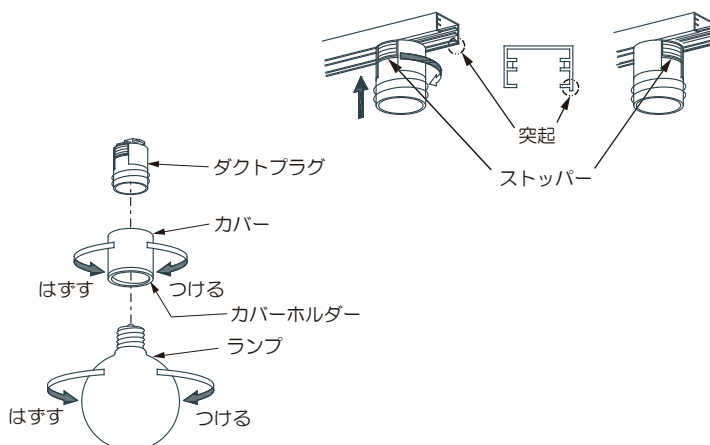 突起
ストッパー
ダクトプラグ
カバー
はずす
つける
カバーホルダー
ランプ
はずす
つける